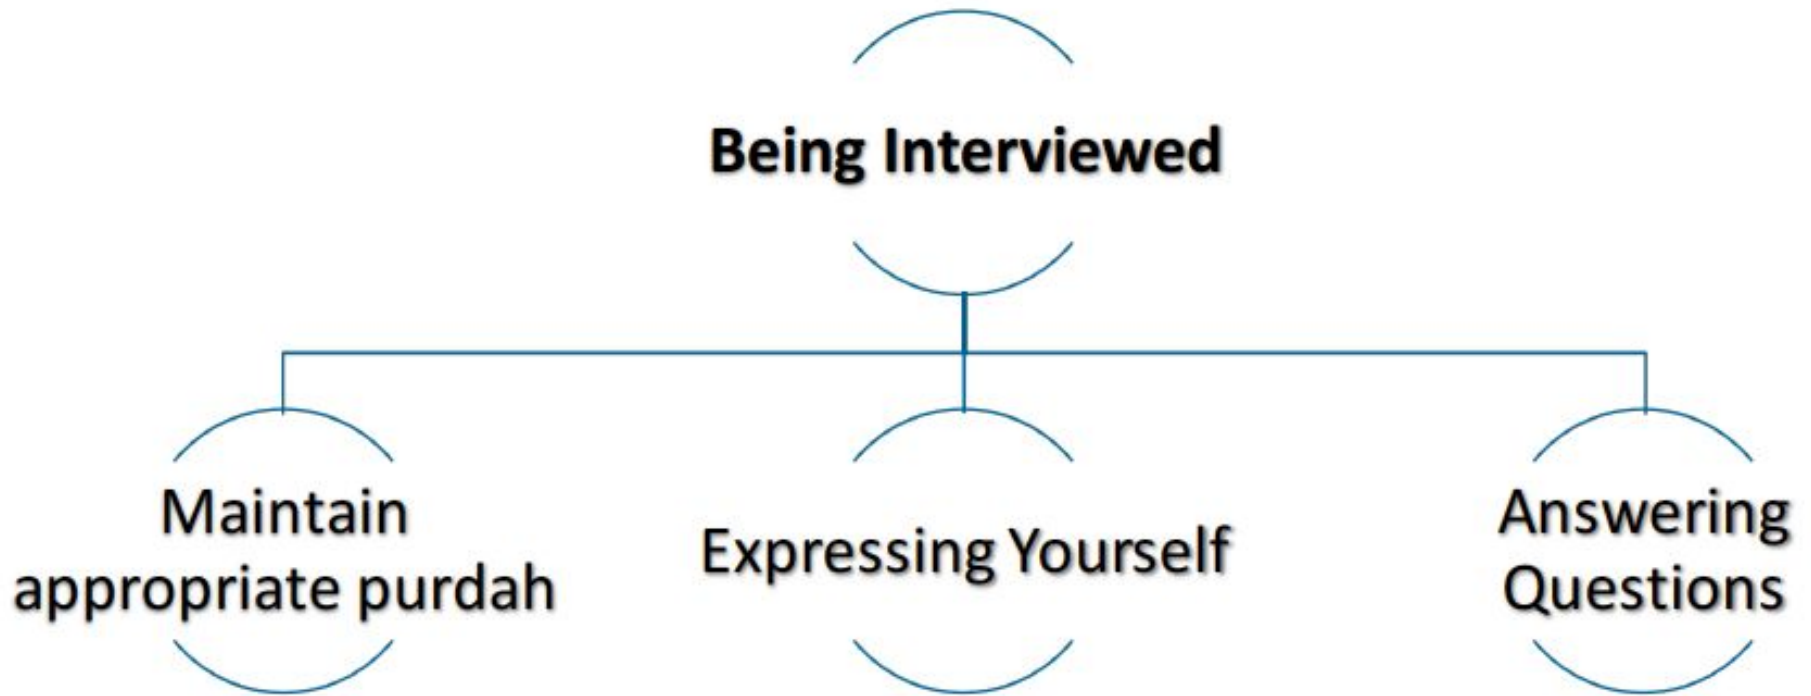 Being Interviewed
Maintain
appropriate purdah
Expressing Yourself
Answering
Questions